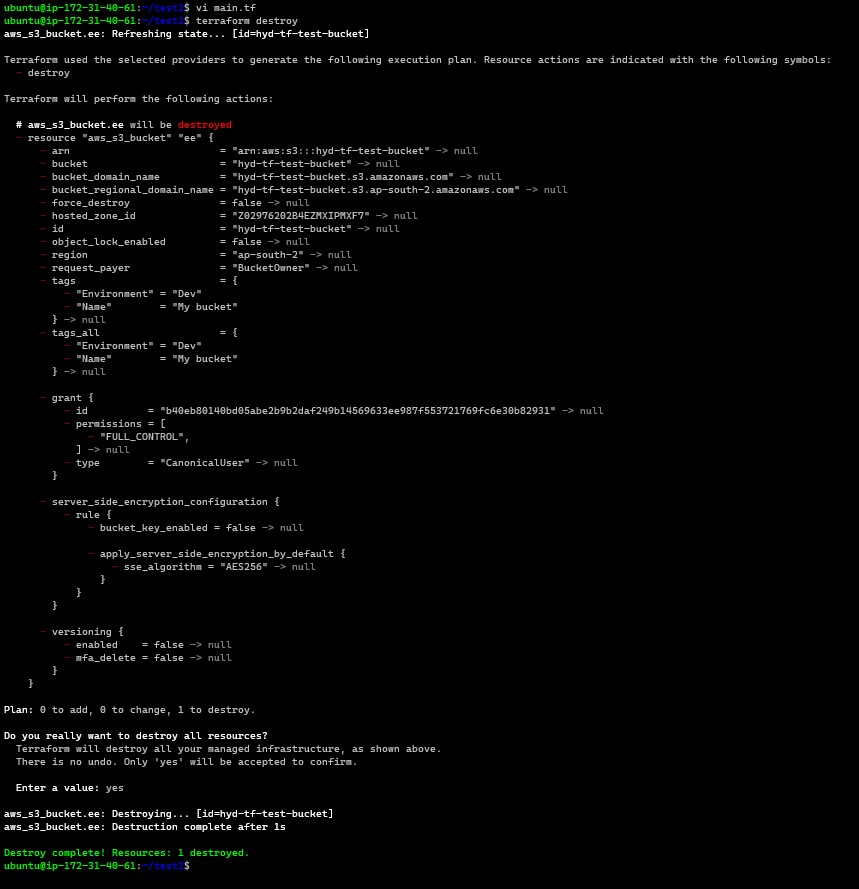 ubuntu@ip-172-31-40-61:~/test2$ vi main.tf
ubuntu@ip-172-31-40-61:~/test2$ terraform destroy
aws_s3_bucket.ee: Refreshing state... [id=hyd-tf-test-bucket]

Terraform used the selected providers to generate the following execution plan. Resource actions are indicated with the following symbols:
  - destroy

Terraform will perform the following actions:

  # aws_s3_bucket.ee will be destroyed
  - resource "aws_s3_bucket" "ee" {
      - arn                         = "arn:aws:s3:::hyd-tf-test-bucket" -> null
      - bucket                      = "hyd-tf-test-bucket" -> null
      - bucket_domain_name          = "hyd-tf-test-bucket.s3.amazonaws.com" -> null
      - bucket_regional_domain_name = "hyd-tf-test-bucket.s3.ap-south-2.amazonaws.com" -> null
      - force_destroy               = false -> null
      - hosted_zone_id              = "Z02976202B4EZMXIPMXF7" -> null
      - id                          = "hyd-tf-test-bucket" -> null
      - object_lock_enabled         = false -> null
      - region                      = "ap-south-2" -> null
      - request_payer               = "BucketOwner" -> null
      - tags                        = {
          - "Environment" = "Dev"
          - "Name"        = "My bucket"
        } -> null
      - tags_all                    = {
          - "Environment" = "Dev"
          - "Name"        = "My bucket"
        } -> null

      - grant {
          - id          = "b40eb80140bd05abe2b9b2daf249b14569633ee987f553721769fc6e30b82931" -> null
          - permissions = [
              - "FULL_CONTROL",
            ] -> null
          - type        = "CanonicalUser" -> null
        }

      - server_side_encryption_configuration {
          - rule {
              - bucket_key_enabled = false -> null

              - apply_server_side_encryption_by_default {
                  - sse_algorithm = "AES256" -> null
                }
            }
        }

      - versioning {
          - enabled    = false -> null
          - mfa_delete = false -> null
        }
    }

Plan: 0 to add, 0 to change, 1 to destroy.

Do you really want to destroy all resources?
  Terraform will destroy all your managed infrastructure, as shown above.
  There is no undo. Only 'yes' will be accepted to confirm.

  Enter a value: yes

aws_s3_bucket.ee: Destroying... [id=hyd-tf-test-bucket]
aws_s3_bucket.ee: Destruction complete after 1s

Destroy complete! Resources: 1 destroyed.
ubuntu@ip-172-31-40-61:~/test2$